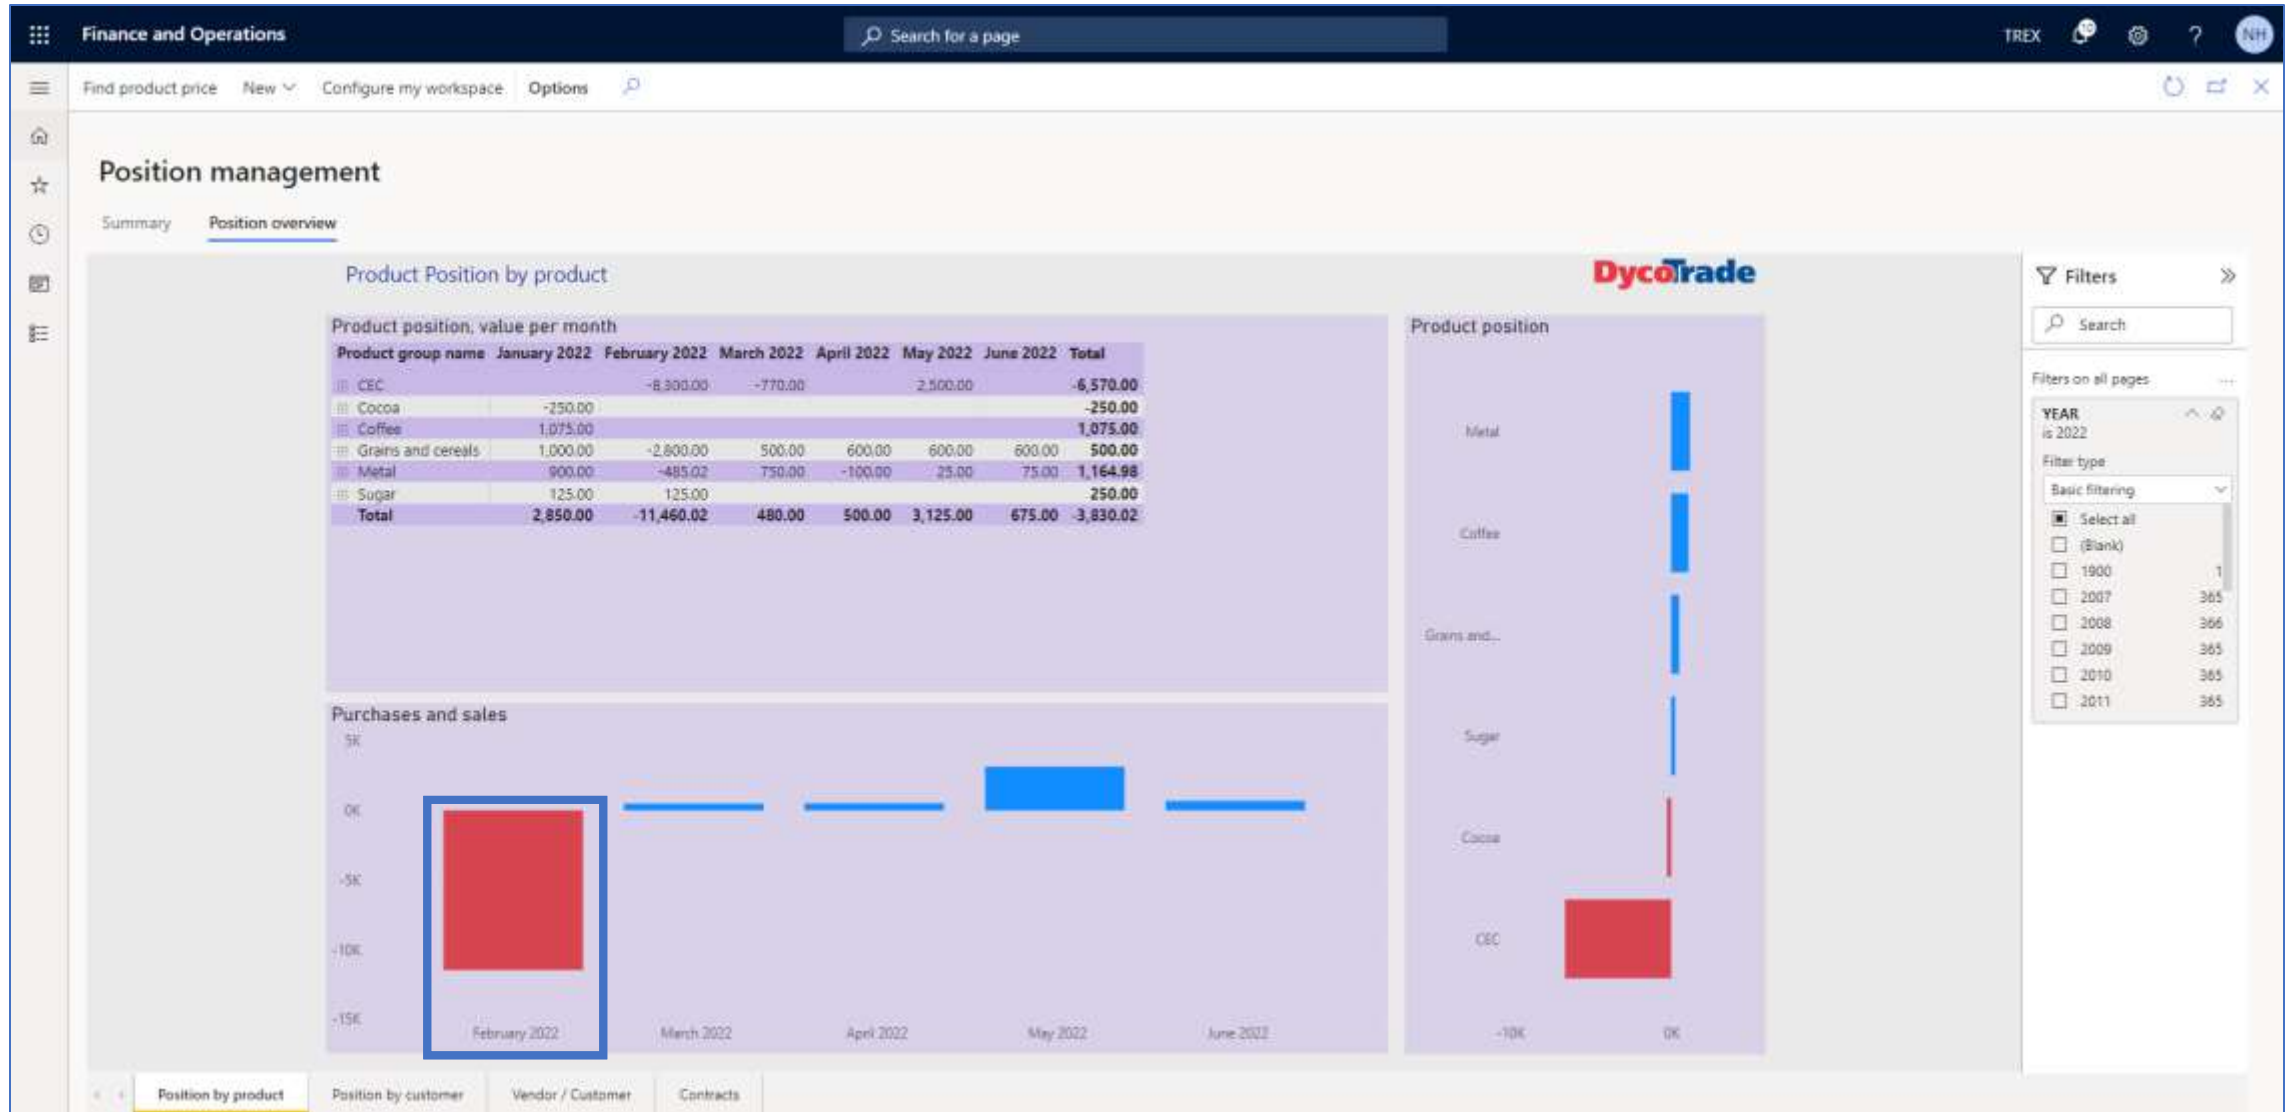 Finance and Operations
Search for a page
TREX
?
NH
Find product price New Configure my workspace Options
Position management
Summary Position overview
Product Position by product
DycoTrade
Product position, value per month
Product group name January 2022 February 2022 March 2022 April 2022 May 2022 June 2022 Total
CEC -8,300.00 -770.00 2,500.00 -6,570.00
Cocoa -250.00 -250.00
Coffee 1,075.00 1,075.00
Grains and cereals 1,000.00 -2,800.00 500.00 600.00 600.00 600.00 500.00
Metal 900.00 -485.02 750.00 -100.00 25.00 75.00 1,164.98
Sugar 125.00 125.00 250.00
Total 2,850.00 -11,460.02 480.00 500.00 3,125.00 675.00 -3,830.02
Purchases and sales
5K
0K
-5K
-10K
-15K
February 2022 March 2022 April 2022 May 2022 June 2022
Product position
Metal
Coffee
Grains and...
Sugar
Cocoa
CEC
-10K 0K
Filters
Search
Filters on all pages ...
YEAR
is 2022
Filter type
Basic filtering
Select all
(Blank)
1900 1
2007 365
2008 366
2009 365
2010 365
2011 365
Position by product Position by customer Vendor / Customer Contracts